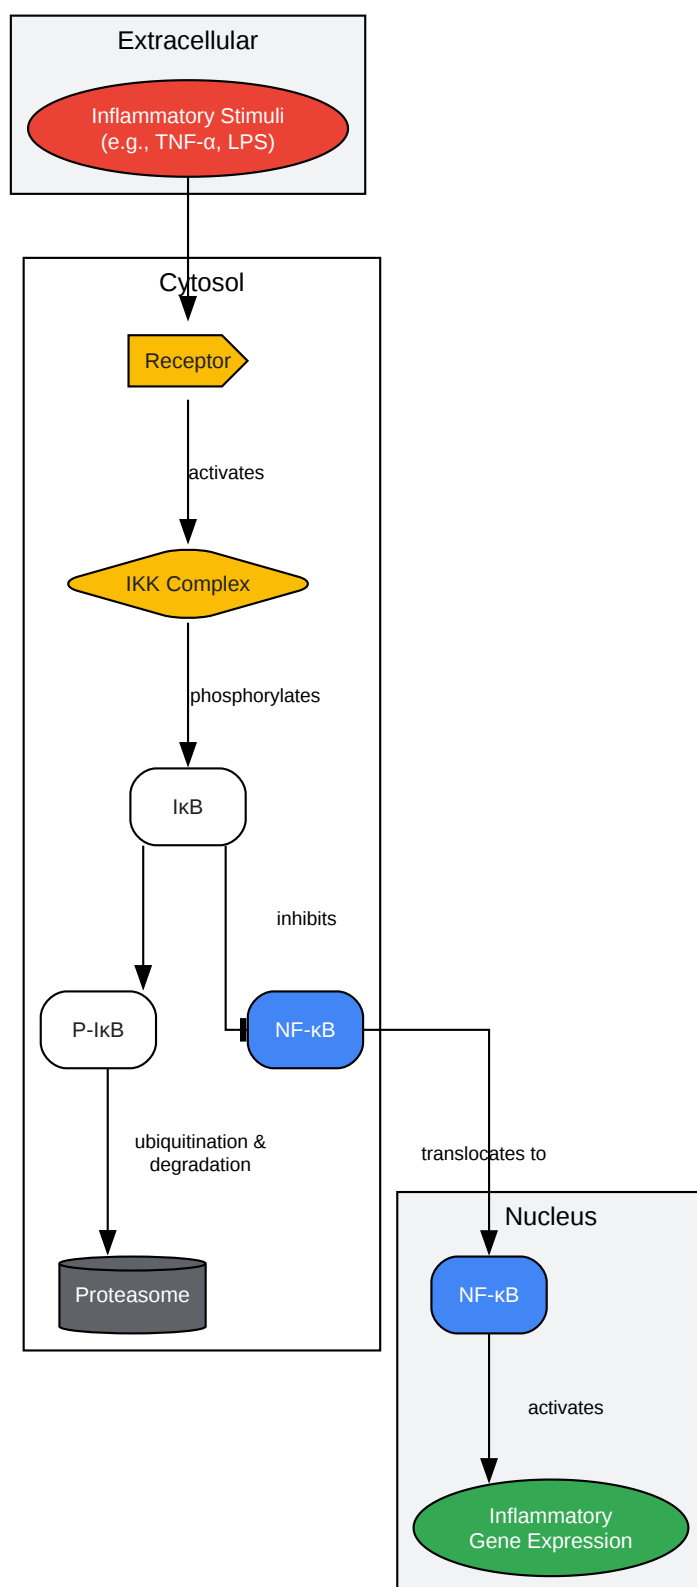 Extracellular
Inflammatory Stimuli
(e.g., TNF-α, LPS)
Cytosol
Receptor
activates
IKK Complex
phosphorylates
IκB
inhibits
P-IκB
NF-κB
ubiquitination &
degradation
translocates to
Nucleus
Proteasome
NF-κB
activates
Inflammatory
Gene Expression